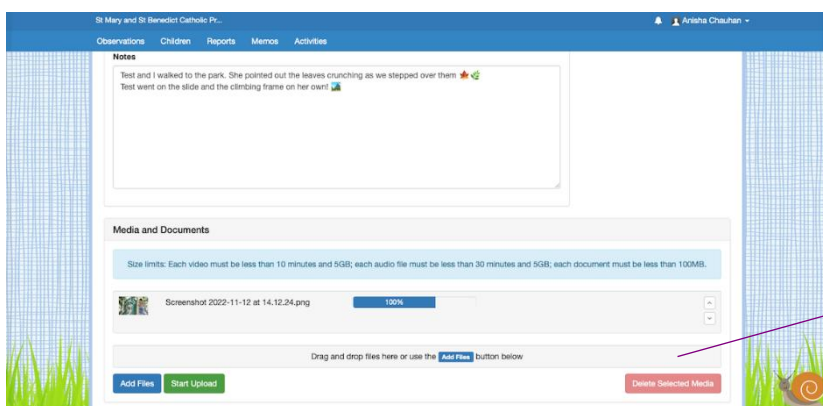 St Mary and St Benedict Catholic Pr...
Anisha Chauhan
Observations Children Reports Memos Activities
Notes
Test and I walked to the park. She pointed out the leaves crunching as we stepped over them 🍁🌿
Test went on the slide and the climbing frame on her own! 🏞️
Media and Documents
Size limits: Each video must be less than 10 minutes and 5GB; each audio file must be less than 30 minutes and 5GB; each document must be less than 100MB.
Screenshot 2022-11-12 at 14.12.24.png 100%
Drag and drop files here or use the Add Files button below
Add Files Start Upload Delete Selected Media